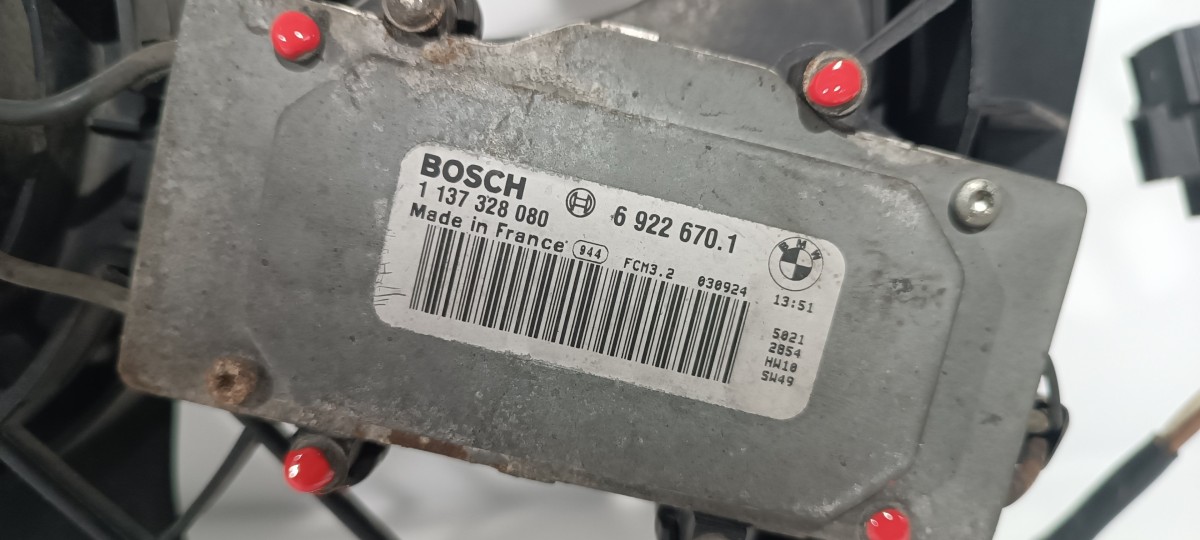 BOSCH
1 137 328 080
6 922 670.1
BMW
Made in France
944
FCM3.2
030924
13:51
5021
2854
HW10
SW49